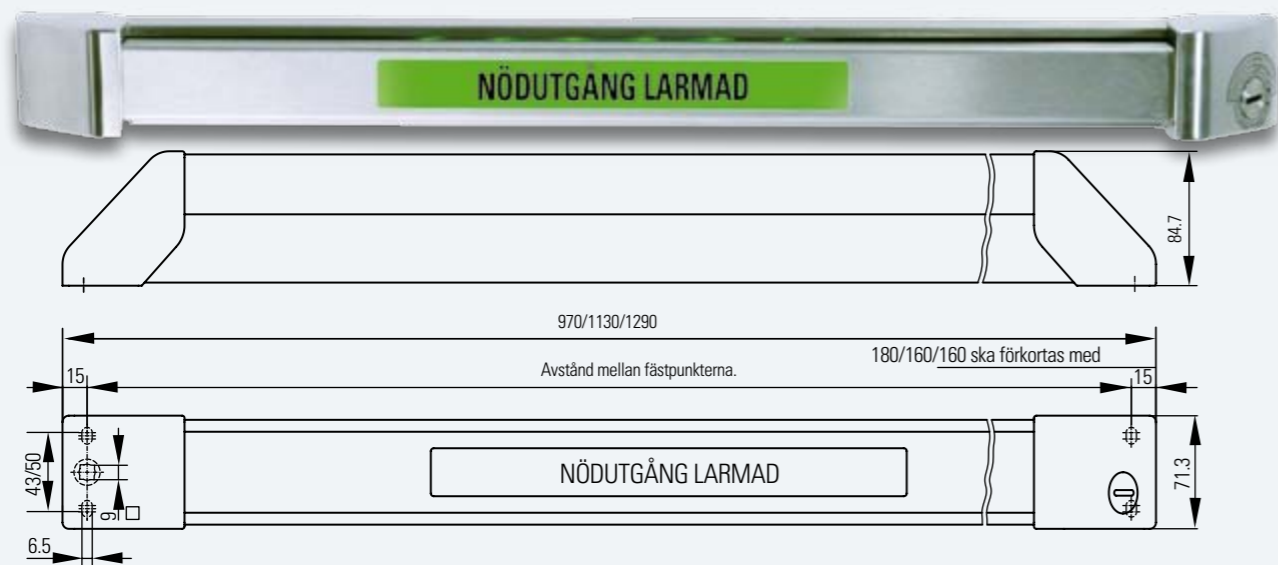 NÖDUTGÅNG LARMAD
84.7
970/1130/1290
180/160/160 ska förkortas med
Avstånd mellan fästpunkterna.
15
15
43/50
NÖDUTGÅNG LARMAD
71.3
9
6.5